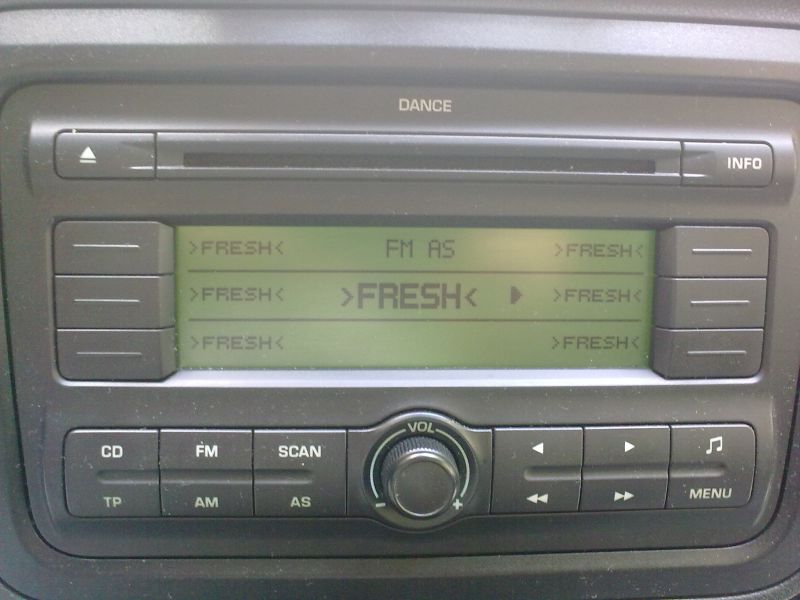 DANCE
INFO
>FRESH< FM AS >FRESH<
>FRESH< >FRESH< >FRESH<
>FRESH< >FRESH<
VOL
CD FM SCAN
TP AM AS - + MENU